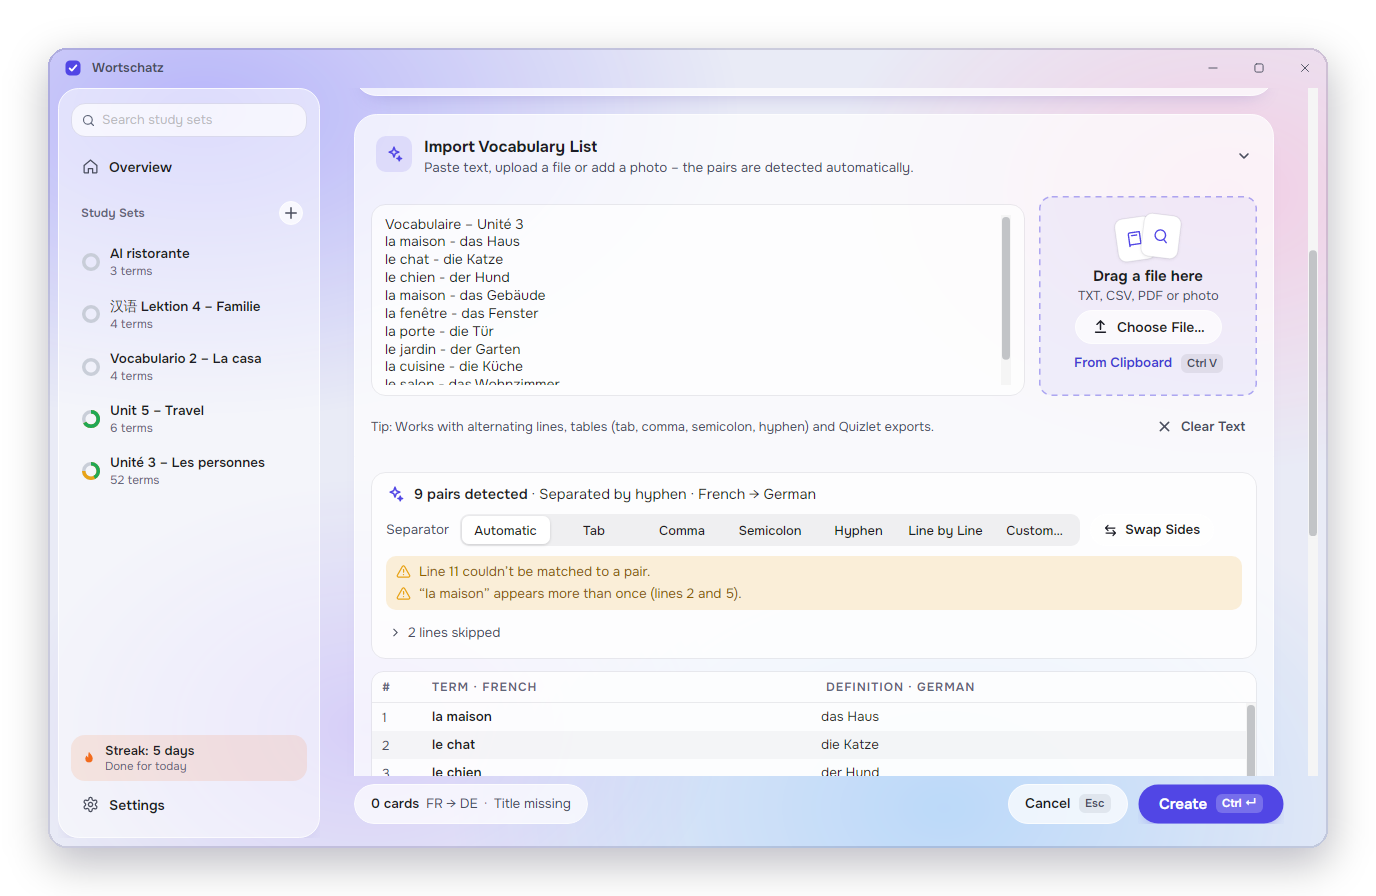 Wortschatz
Search study sets
Overview
Study Sets
Al ristorante
3 terms
汉语 Lektion 4 – Familie
4 terms
Vocabulario 2 – La casa
4 terms
Unit 5 – Travel
6 terms
Unité 3 – Les personnes
52 terms
Streak: 5 days
Done for today
Settings
Import Vocabulary List
Paste text, upload a file or add a photo – the pairs are detected automatically.
Vocabulaire – Unité 3
la maison - das Haus
le chat - die Katze
le chien - der Hund
la maison - das Gebäude
la fenêtre - das Fenster
la porte - die Tür
le jardin - der Garten
la cuisine - die Küche
le salon - das Wohnzimmer
Drag a file here
TXT, CSV, PDF or photo
Choose File...
From Clipboard Ctrl V
Tip: Works with alternating lines, tables (tab, comma, semicolon, hyphen) and Quizlet exports.
Clear Text
9 pairs detected · Separated by hyphen · French → German
Separator Automatic Tab Comma Semicolon Hyphen Line by Line Custom... Swap Sides
Line 11 couldn't be matched to a pair.
“la maison” appears more than once (lines 2 and 5).
2 lines skipped
# TERM · FRENCH DEFINITION · GERMAN
1 la maison das Haus
2 le chat die Katze
3 le chien der Hund
0 cards FR → DE · Title missing
Cancel Esc
Create Ctrl ↵